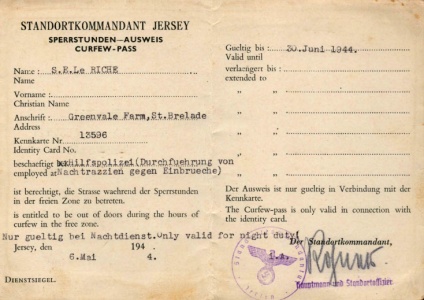 STANDORTKOMMANDANT JERSEY
SPERRSTUNDEN—AUSWEIS
CURFEW-PASS
Name :- S.E.Le RICHE
Name
Vorname :
Christian Name
Anschrift : Greenvale Farm,St.Brelade
Address
Kennkarte Nr 13596
Identity Card No.
beschaeftigt bei Hilfspolizei(Durchfuehrung von
employed at Nachtrazzien gegen Einbrueche)
ist berechtigt, die Strasse wahrend der Sperrstunden
in der freien Zone zu betreten.
is entitled to be out of doors during the hours
of curfew in the free zone.
Nur gueltig bei Nachtdienst.Only valid for night duty!
Jersey, den 194
6.Mai 4.
DIENSTSIEGEL.
Gueltig bis : 30.Juni 1944.
Valid until
verlaengert bis :
extended to
" "
" "
" "
" "
" "
" "
Der Ausweis ist nur gueltig in Verbindung mit der
Kennkarte.
The Curfew-pass is only valid in connection with
the identity card.
Der Standortkommandant,
I.A.
Hauptmann und Standortoffizier